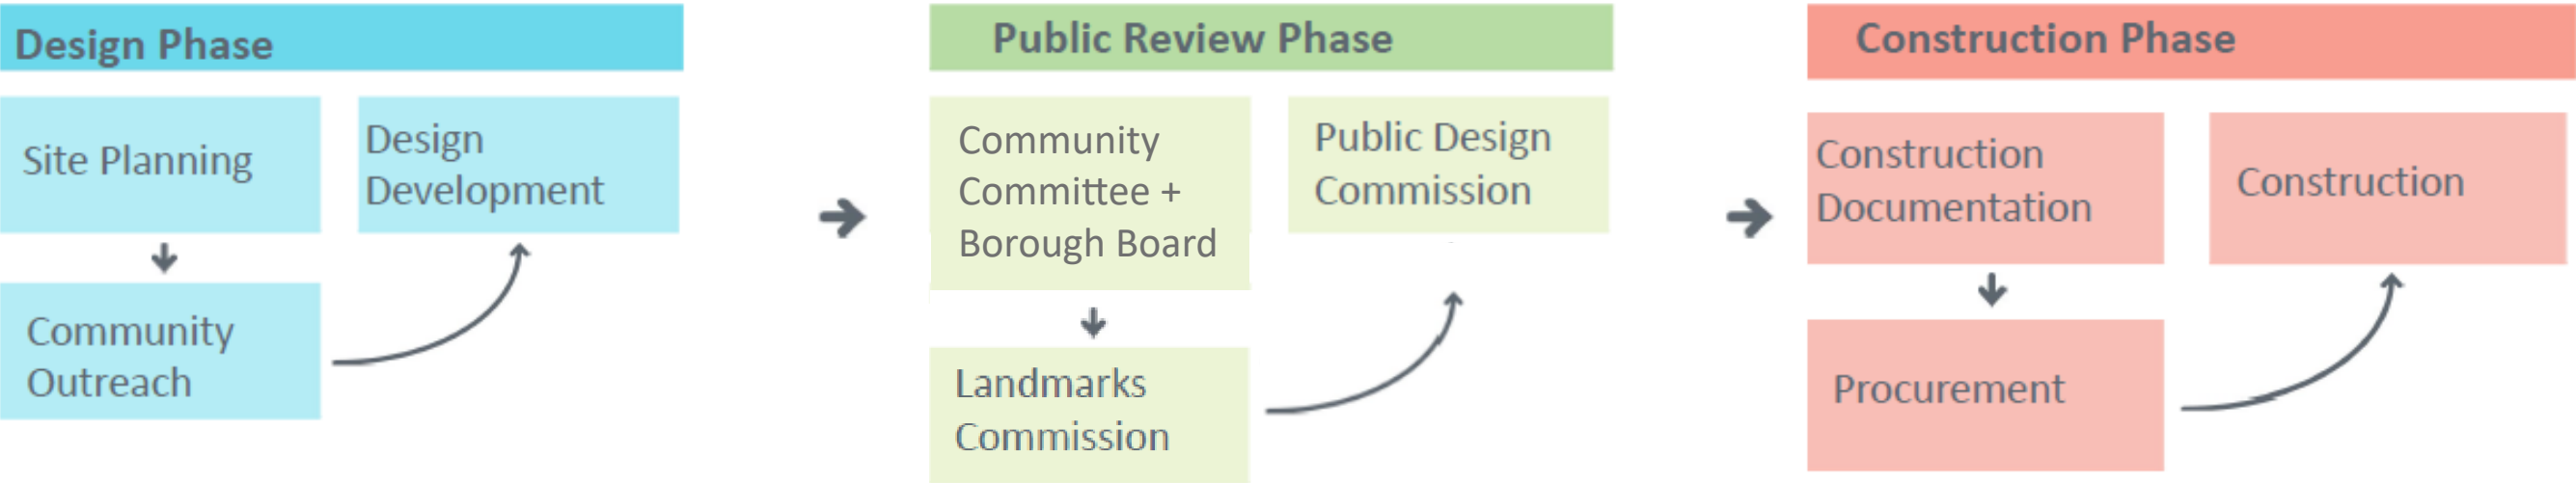 Design Phase
Site Planning
Community
Outreach
Design
Development
Public Review Phase
Community
Committee +
Borough Board
Landmarks
Commission
Public Design
Commission
Construction Phase
Construction
Documentation
Procurement
Construction